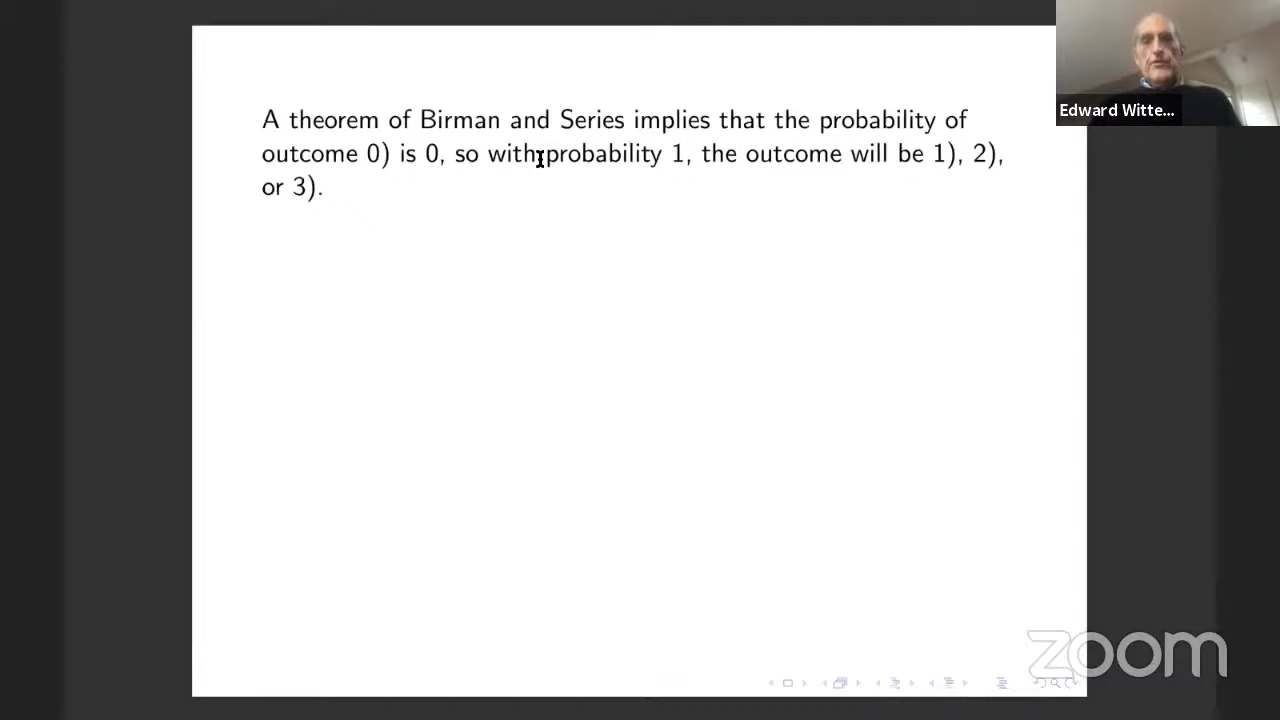 A theorem of Birman and Series implies that the probability of
outcome 0) is 0, so with probability 1, the outcome will be 1), 2),
or 3).
Edward Witte...
zoom